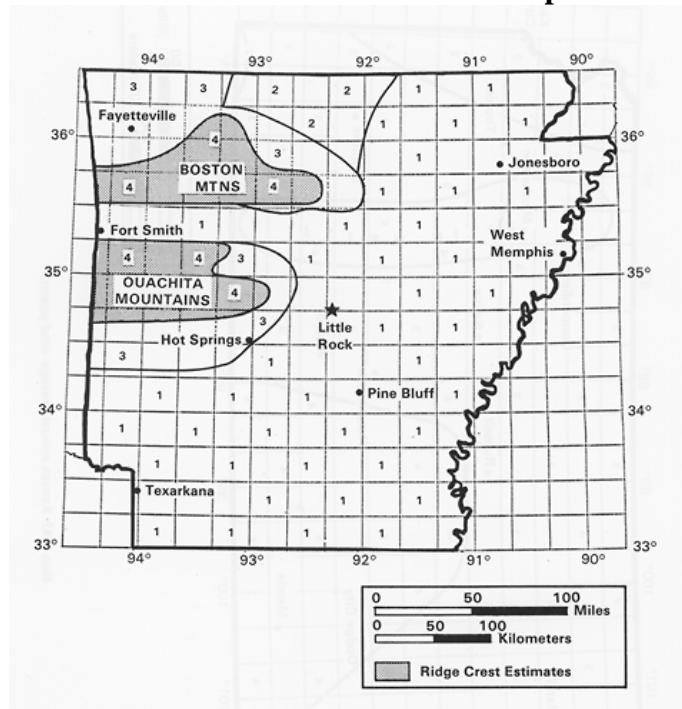 94° 93° 92° 91° 90°
3 3 2 2 1 1
Fayetteville
2 1 1 1
36° 36°
4
3 1
BOSTON
MTNS
Jonesboro
4 4 1 1 1
1 1 1
Fort Smith
West
Memphis
4 4 3 1 1
35° 35°
OUACHITA
MOUNTAINS
4 1 1
3 1 1
Little
Rock
Hot Springs
3 1 1
1 1 1
Pine Bluff
1
34° 34°
1 1 1 1 1 1
1 1 1 1 1
Texarkana
1 1 1
1 1 1 1
33° 33°
94° 93° 92° 91° 90°
0 50 100
Miles
0 50 100
Kilometers
Ridge Crest Estimates